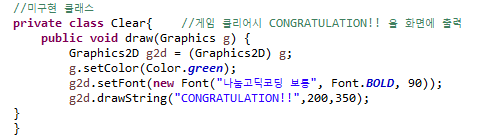 //미구현 클래스
private class Clear{    //게임 클리어시 CONGRATULATION!! 을 화면에 출력
    public void draw(Graphics g) {
        Graphics2D g2d = (Graphics2D) g;
        g.setColor(Color.green);
        g2d.setFont(new Font("나눔고딕코딩 보통", Font.BOLD, 90));
        g2d.drawString("CONGRATULATION!!",200,350);
}
}